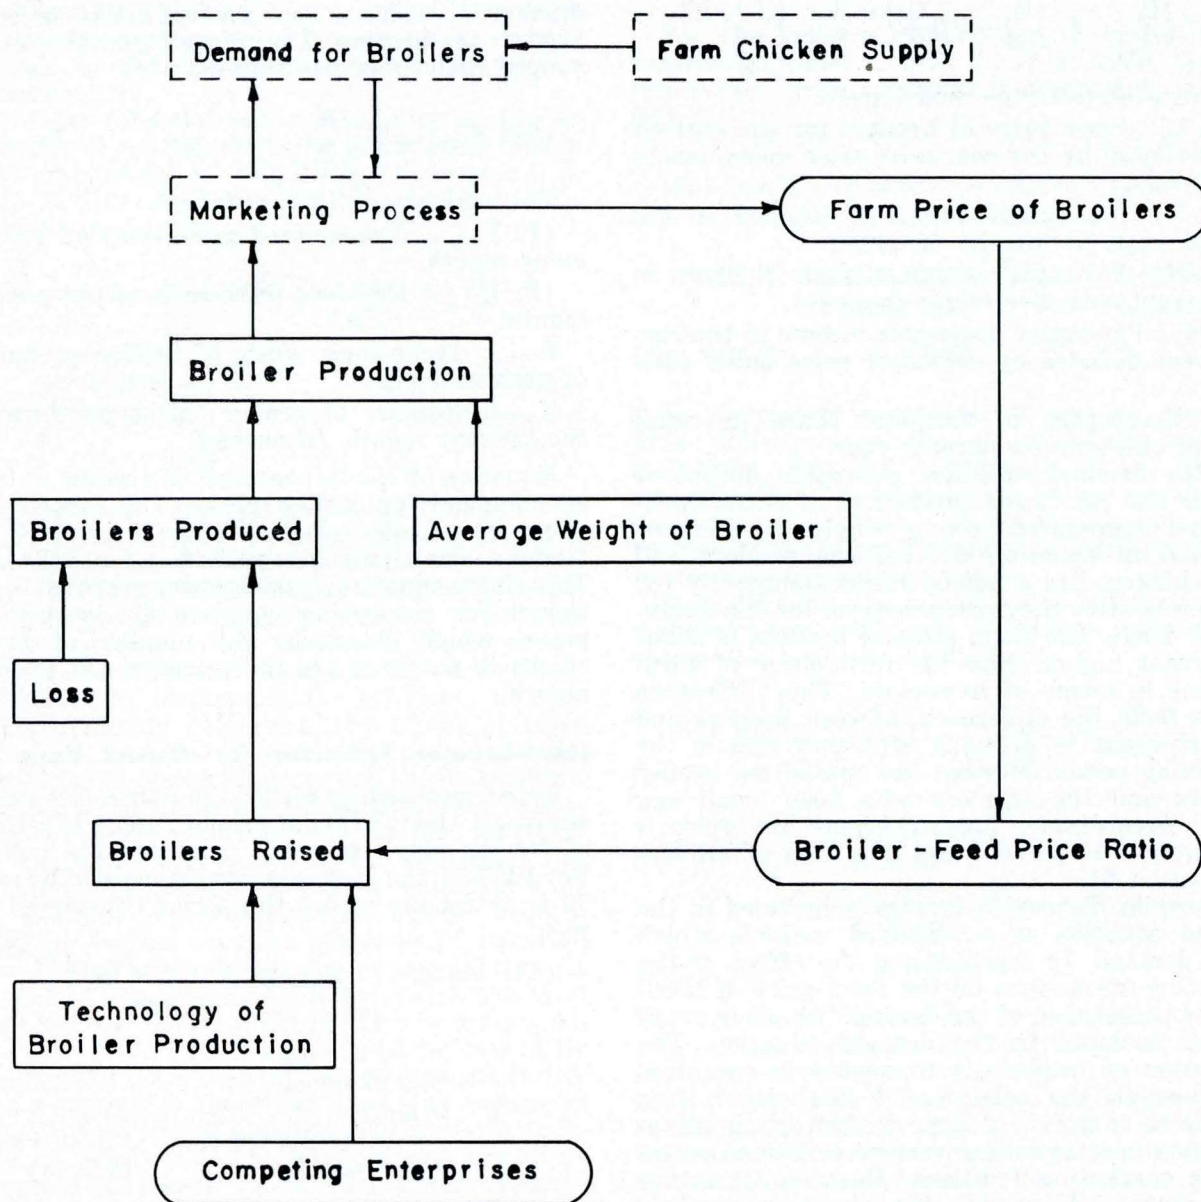 Demand for Broilers
Farm Chicken Supply
Marketing Process
Farm Price of Broilers
Broiler Production
Broilers Produced
Average Weight of Broiler
Loss
Broilers Raised
Broiler-Feed Price Ratio
Technology of
Broiler Production
Competing Enterprises